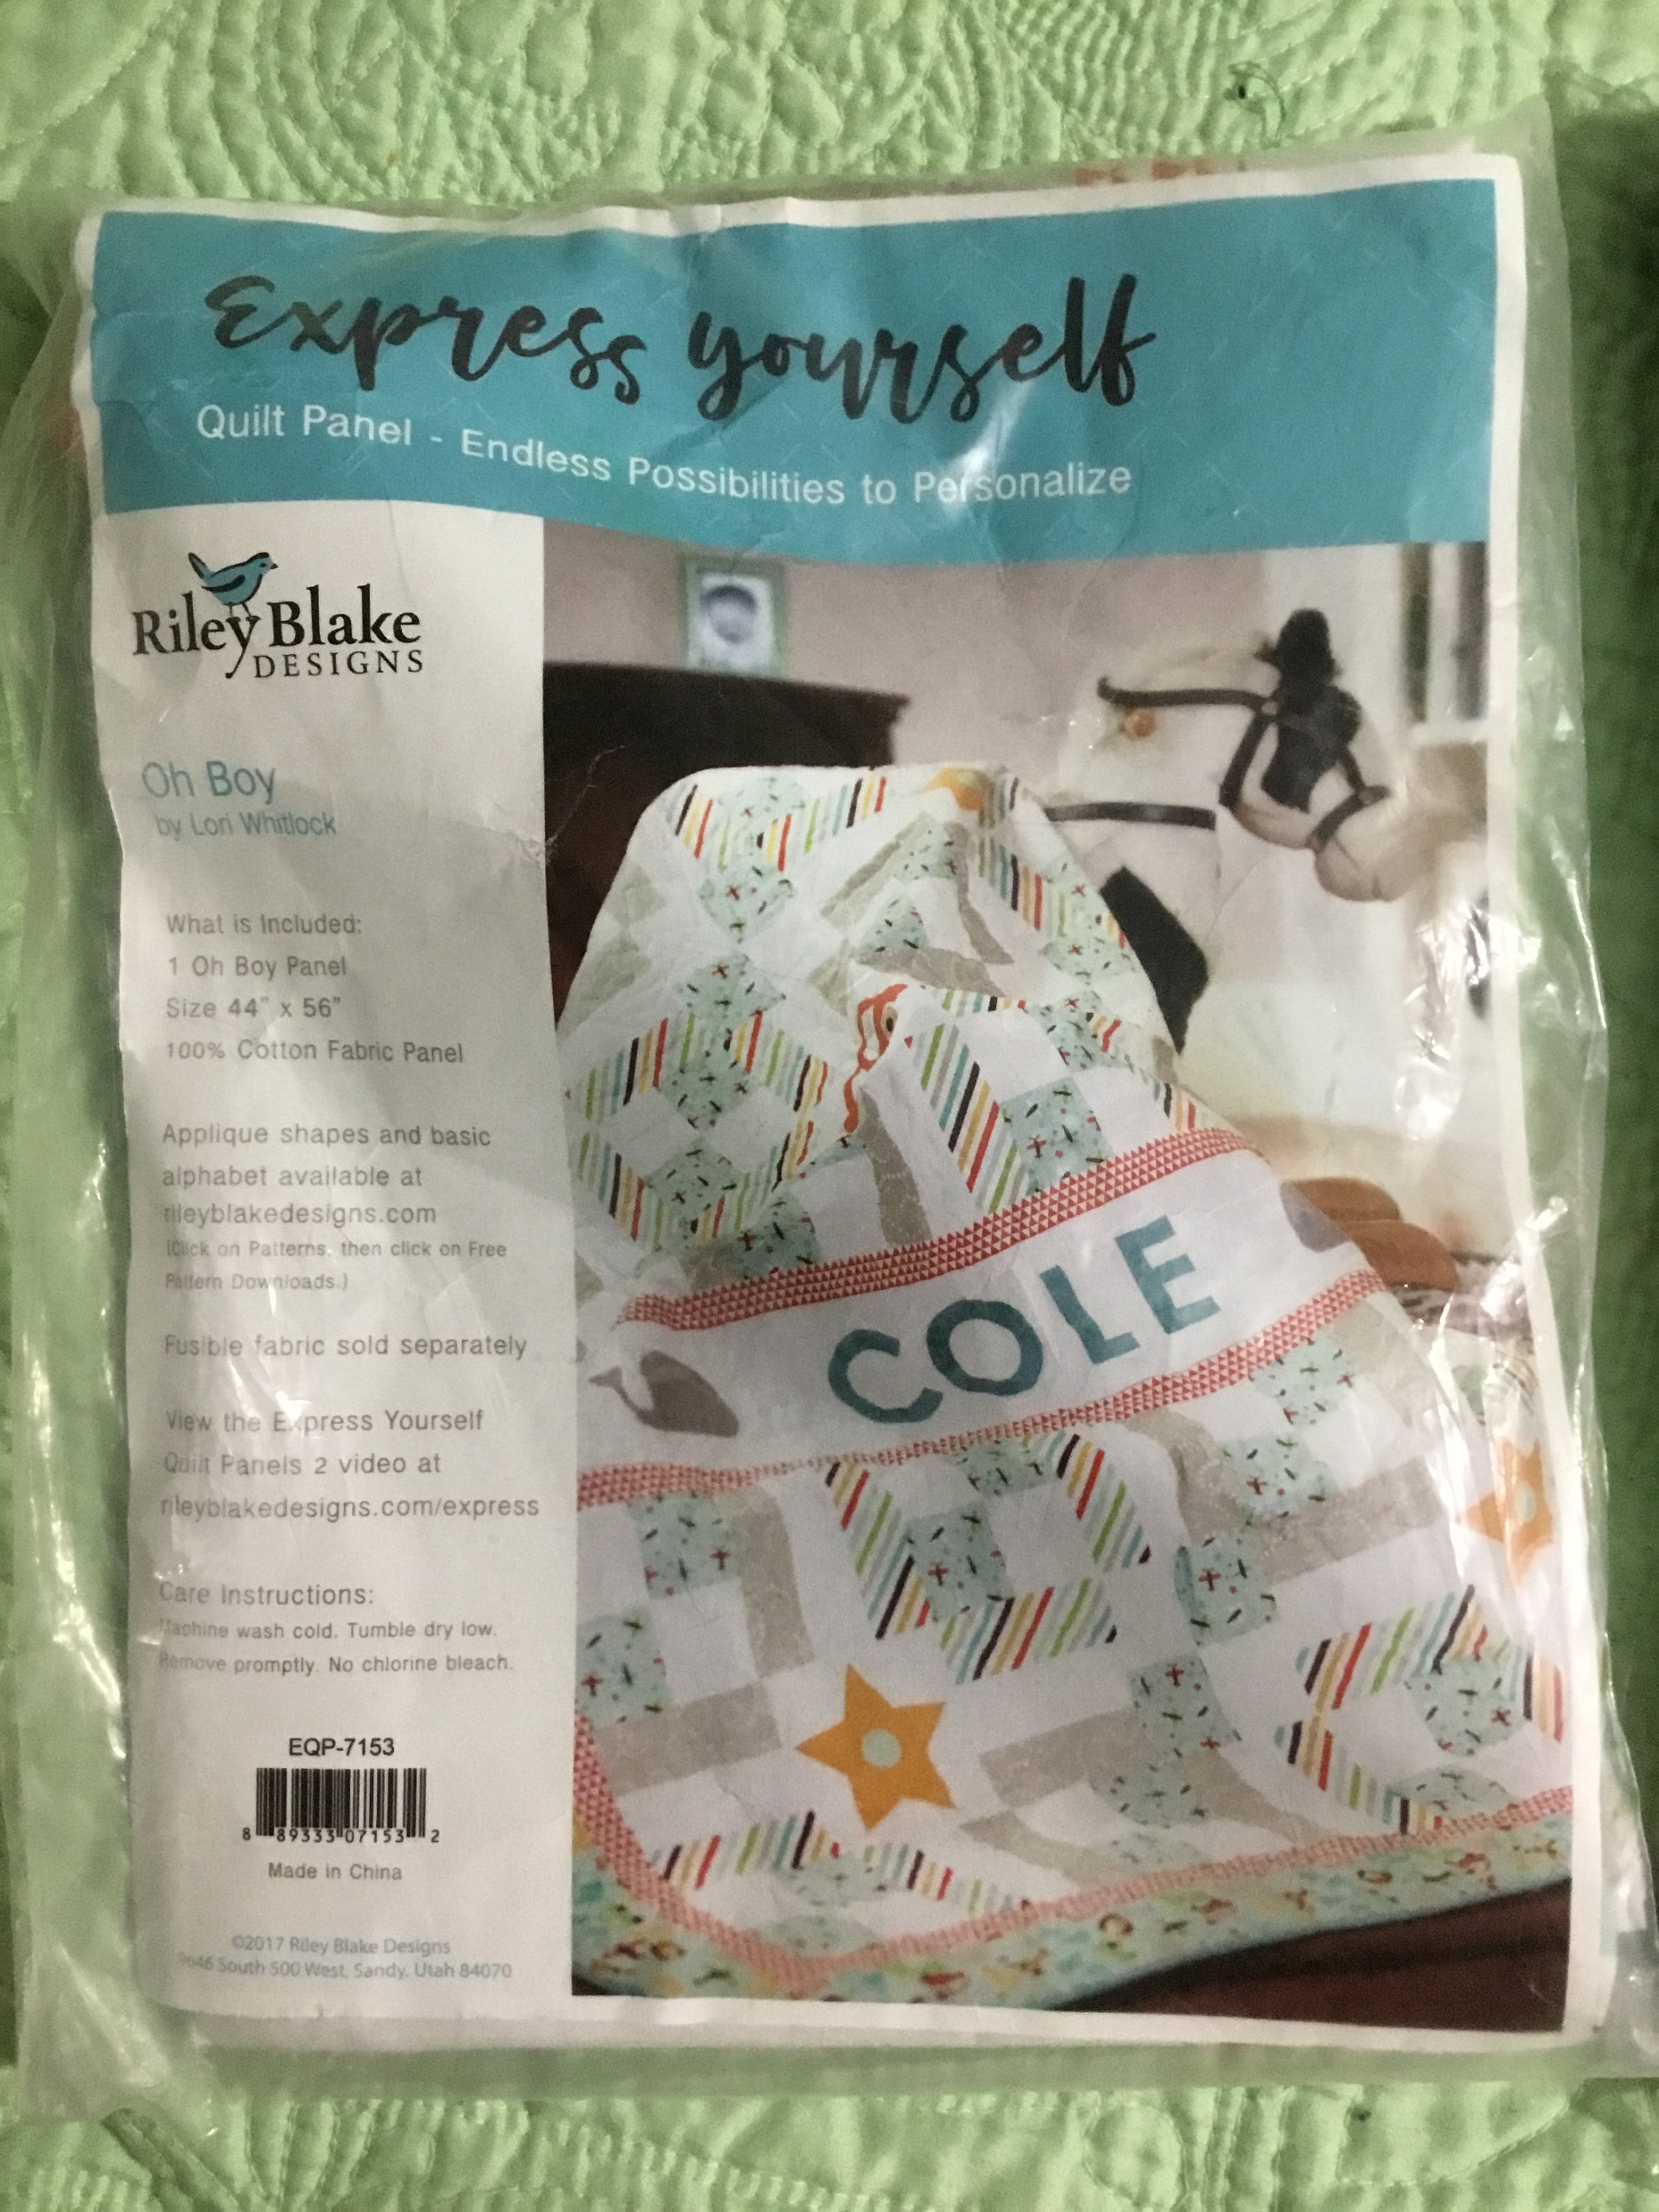 Express yourself
Quilt Panel - Endless Possibilities to Personalize
Riley Blake
DESIGNS
Oh Boy
by Lori Whitlock
What is Included:
1 Oh Boy Panel
Size 44" x 56"
100% Cotton Fabric Panel
Applique shapes and basic
alphabet available at
rileyblakedesigns.com
(Click on Patterns, then click on Free
Pattern Downloads.)
Fusible fabric sold separately
View the Express Yourself
Quilt Panels 2 video at
rileyblakedesigns.com/express
Care Instructions:
Machine wash cold. Tumble dry low.
Remove promptly. No chlorine bleach.
EQP-7153
8 89333 07153 2
Made in China
©2017 Riley Blake Designs
9646 South 500 West, Sandy, Utah 84070
COLE